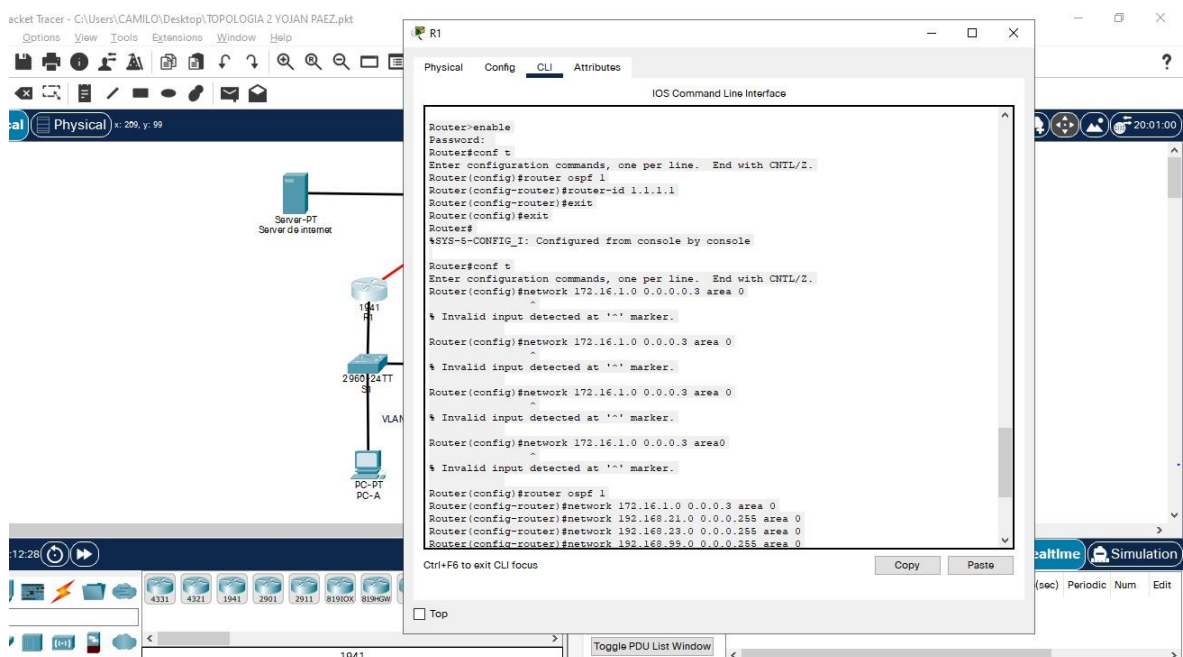 acket Tracer - C:\Users\CAMILO\Desktop\TOPOLOGIA 2 YOJAN PAEZ.pkt
Options View Tools Extensions Window Help
al Physical x: 209, y: 99
Server-PT
Server de internet
1941
R1
2960-24TT
S1
VLAN
PC-PT
PC-A
R1
Physical Config CLI Attributes
IOS Command Line Interface
Router>enable
Password:
Router#conf t
Enter configuration commands, one per line. End with CNTL/Z.
Router(config)#router ospf 1
Router(config-router)#router-id 1.1.1.1
Router(config-router)#exit
Router(config)#exit
Router#
%SYS-5-CONFIG_I: Configured from console by console
Router#conf t
Enter configuration commands, one per line. End with CNTL/Z.
Router(config)#network 172.16.1.0 0.0.0.0.3 area 0
^
% Invalid input detected at '^' marker.
Router(config)#network 172.16.1.0 0.0.0.3 area 0
^
% Invalid input detected at '^' marker.
Router(config)#network 172.16.1.0 0.0.0.3 area 0
^
% Invalid input detected at '^' marker.
Router(config)#network 172.16.1.0 0.0.0.3 area0
^
% Invalid input detected at '^' marker.
Router(config)#router ospf 1
Router(config-router)#network 172.16.1.0 0.0.0.3 area 0
Router(config-router)#network 192.168.21.0 0.0.0.255 area 0
Router(config-router)#network 192.168.23.0 0.0.0.255 area 0
Router(config-router)#network 192.168.99.0 0.0.0.255 area 0
Ctrl+F6 to exit CLI focus
Copy Paste
Top
?
20:01:00
:12:28
ealtime Simulation
4331 4321 1941 2901 2911 819IOX 819HGW
(sec) Periodic Num Edit
1941
Toggle PDU List Window